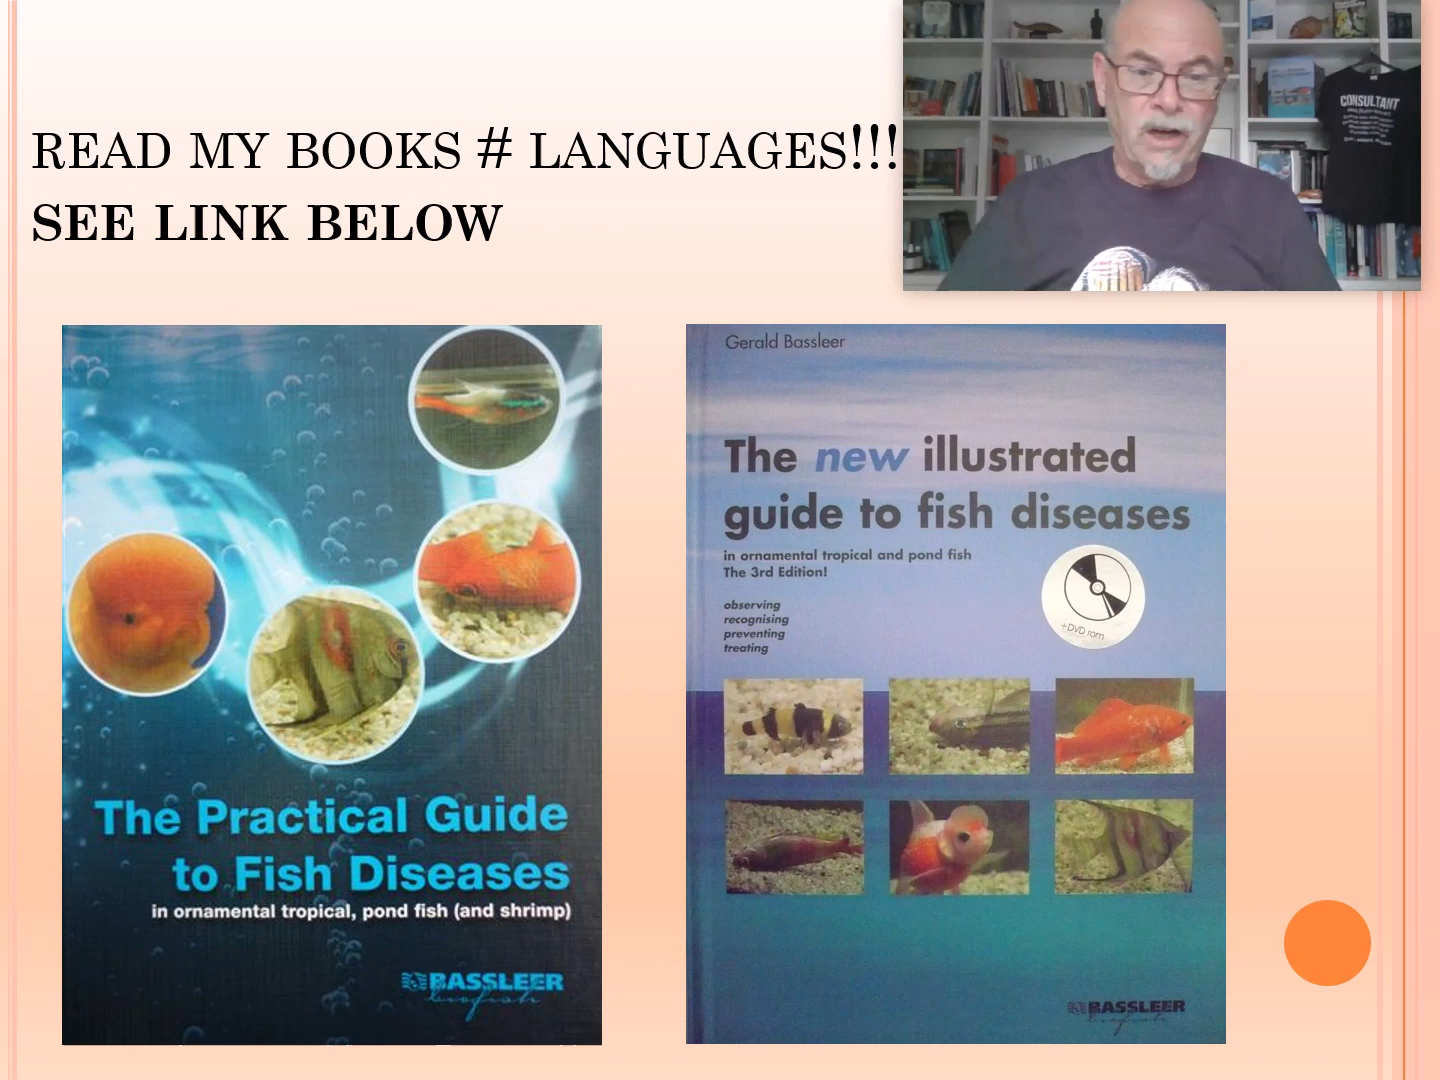 READ MY BOOKS # LANGUAGES!!!
SEE LINK BELOW
CONSULTANT
The Practical Guide
to Fish Diseases
in ornamental tropical, pond fish (and shrimp)
BASSLEER
biofish
Gerald Bassleer
The new illustrated
guide to fish diseases
in ornamental tropical and pond fish
The 3rd Edition!
observing
recognising
preventing
treating
+DVD rom
BASSLEER
biofish